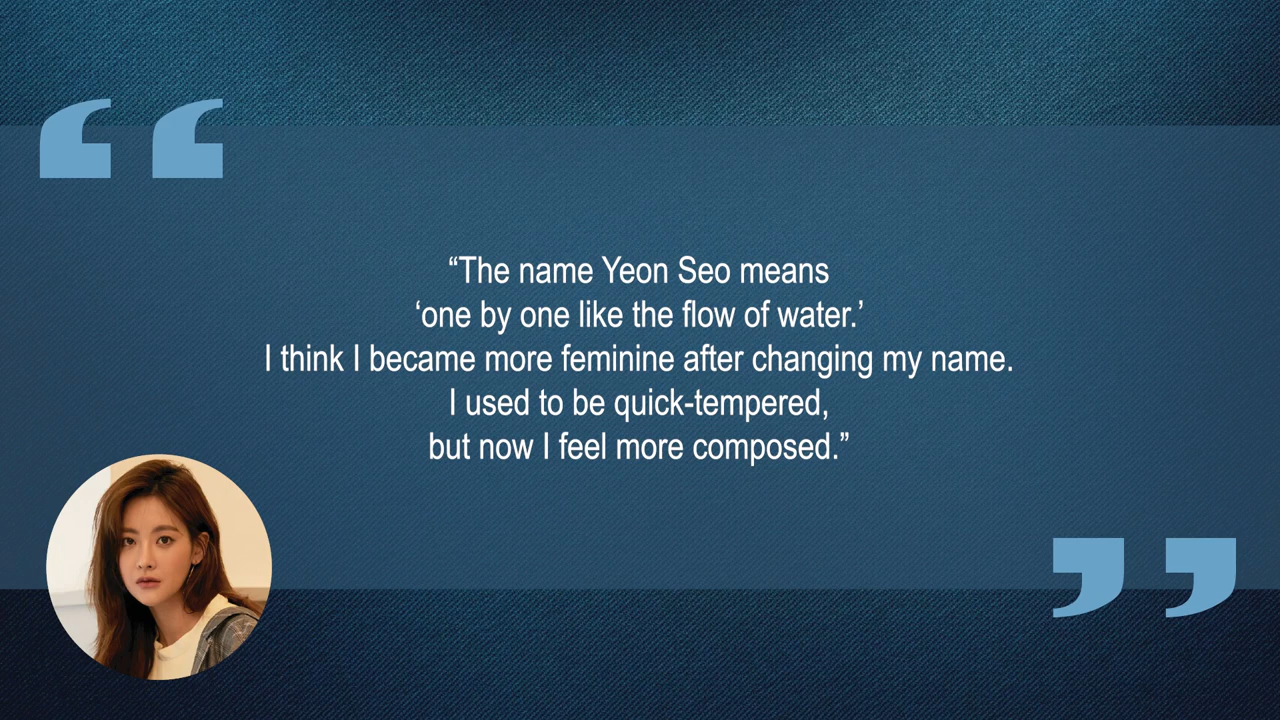 “The name Yeon Seo means
‘one by one like the flow of water.’
I think I became more feminine after changing my name.
I used to be quick-tempered,
but now I feel more composed.”